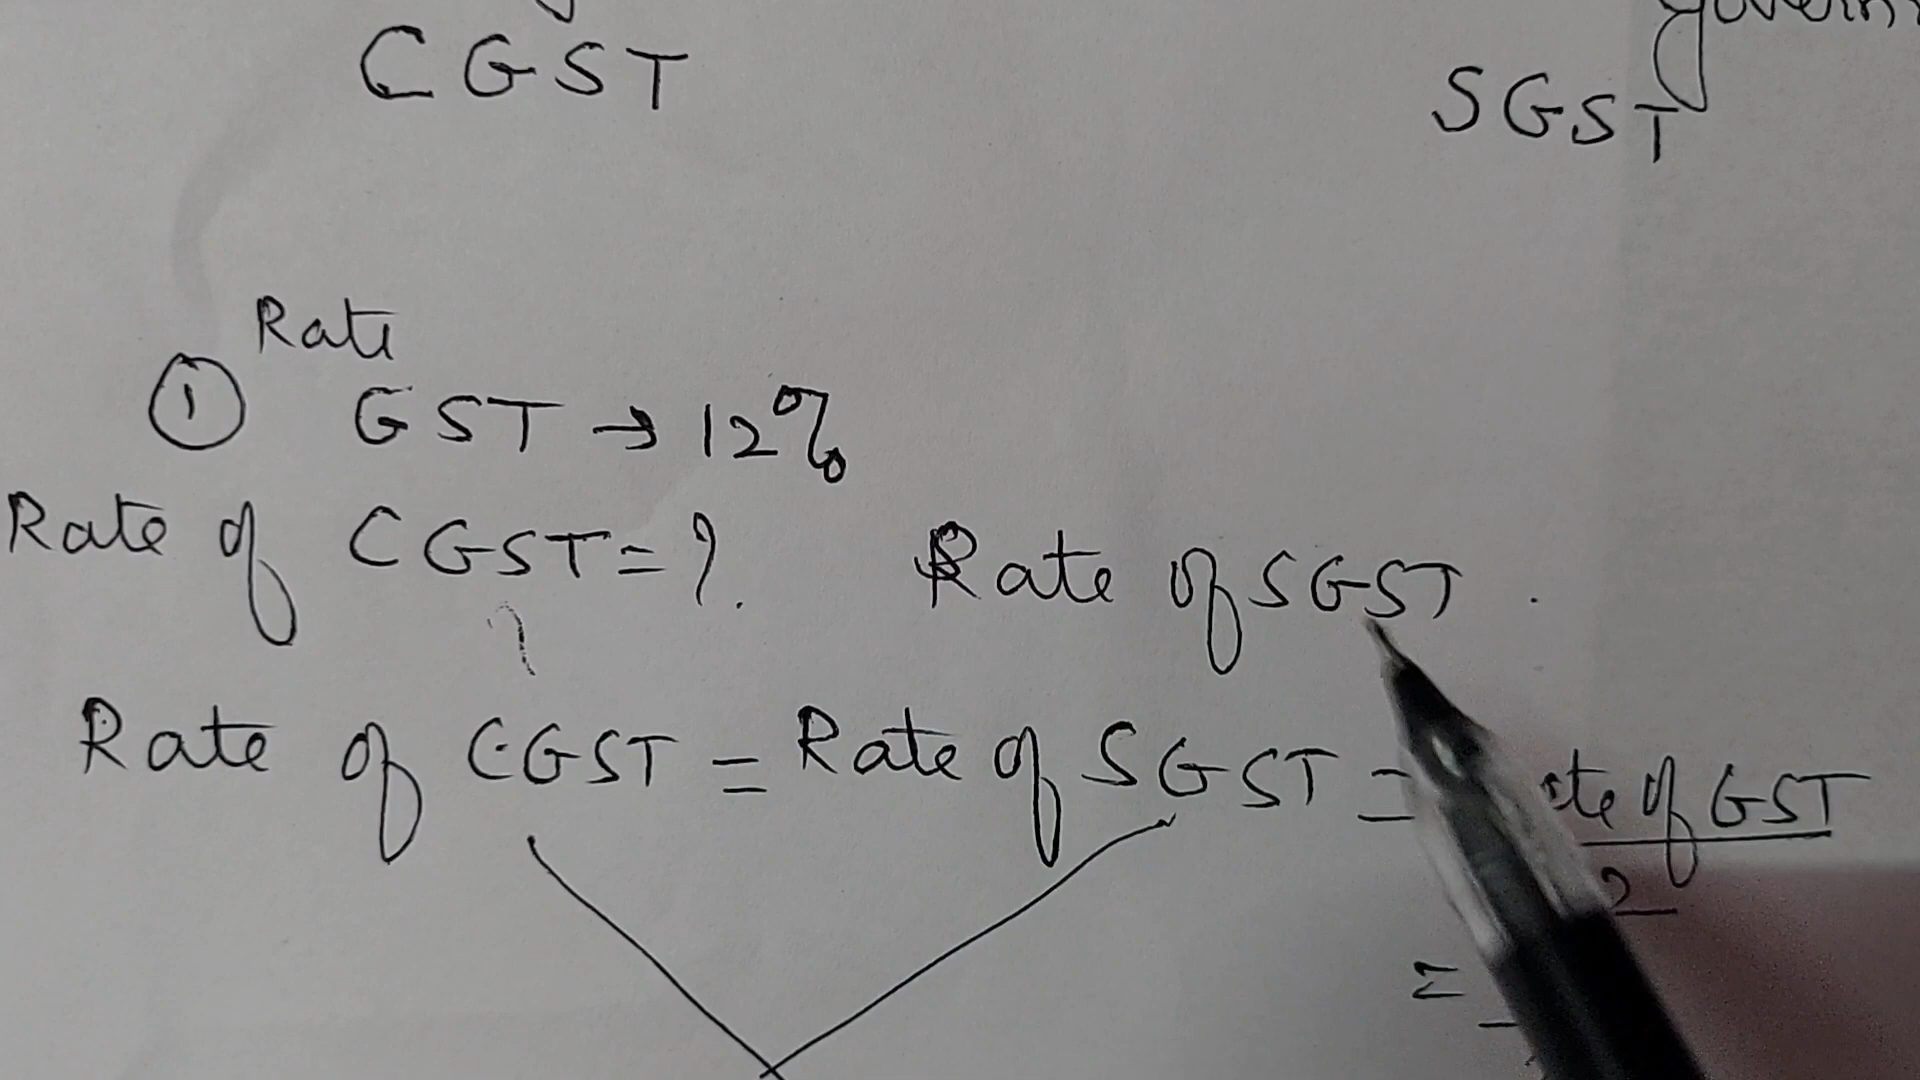 CGST
SGST
Rate
① GST → 12%
Rate of CGST = ? Rate of SGST.
Rate of CGST = Rate of SGST = of GST
2
=